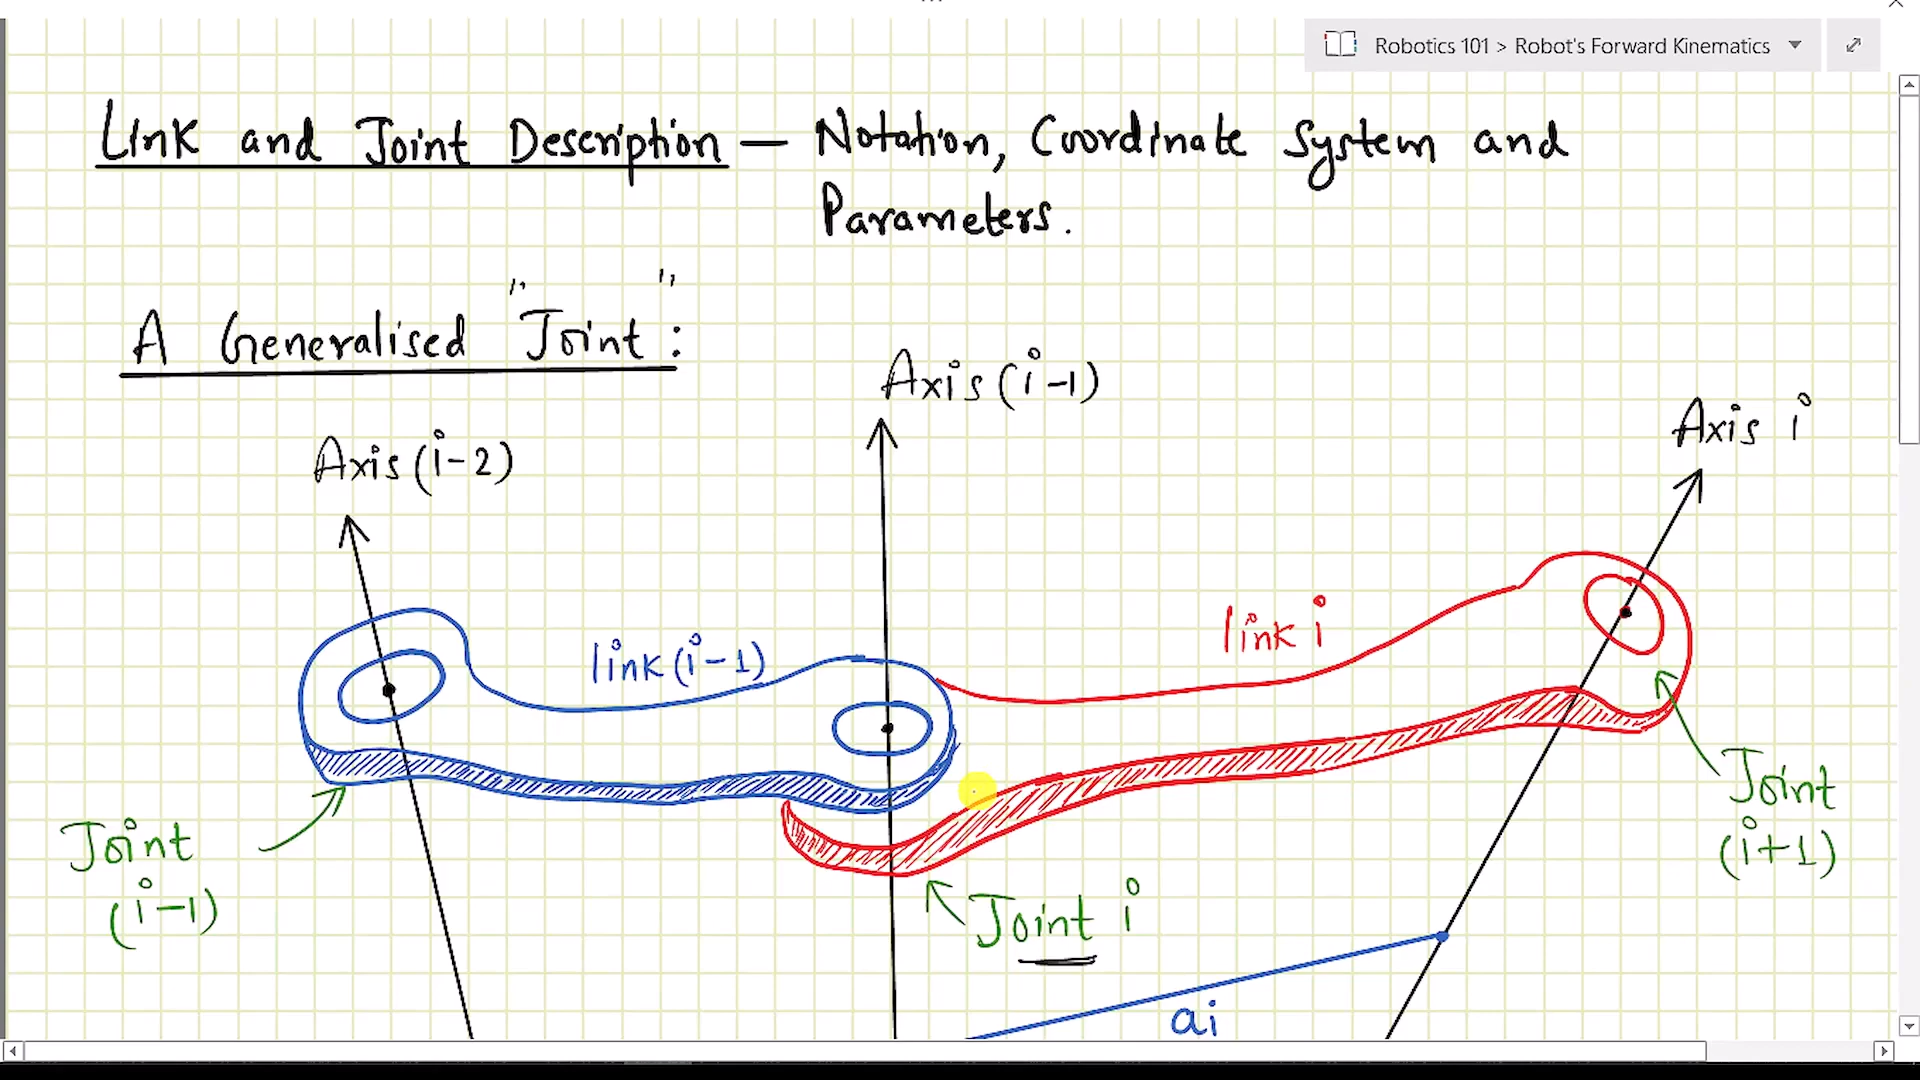 Robotics 101 > Robot's Forward Kinematics
Link and Joint Description — Notation, Coordinate System and
Parameters.
A Generalised "Joint":
Axis (i-1)
Axis i
Axis (i-2)
link i
link (i-1)
Joint
(i+1)
Joint
(i-1)
Joint i
ai